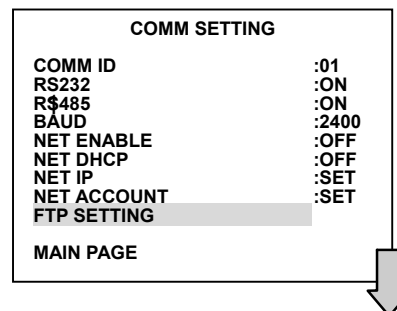 COMM SETTING
COMM ID :01
RS232 :ON
R$485 :ON
BAUD :2400
NET ENABLE :OFF
NET DHCP :OFF
NET IP :SET
NET ACCOUNT :SET
FTP SETTING
MAIN PAGE